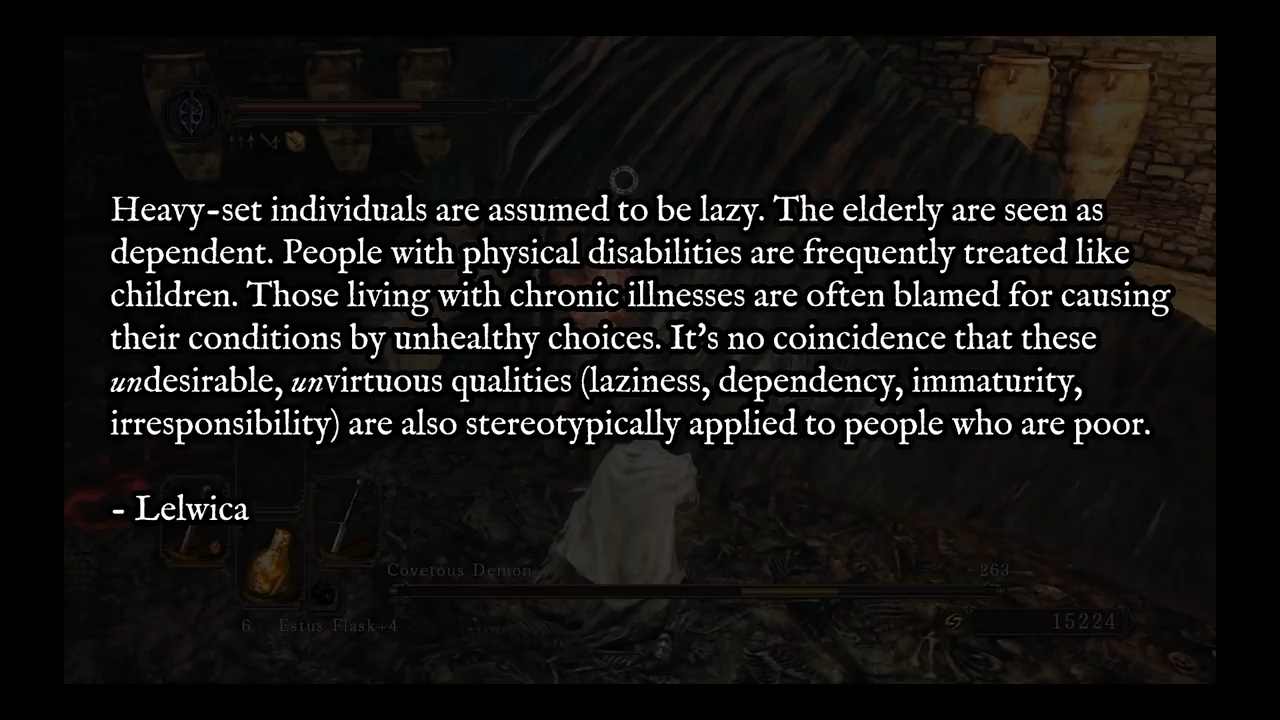 Heavy-set individuals are assumed to be lazy. The elderly are seen as
dependent. People with physical disabilities are frequently treated like
children. Those living with chronic illnesses are often blamed for causing
their conditions by unhealthy choices. It's no coincidence that these
undesirable, unvirtuous qualities (laziness, dependency, immaturity,
irresponsibility) are also stereotypically applied to people who are poor.
- Lelwica
Covetous Demon 263
6 Estus Flask+4 15224